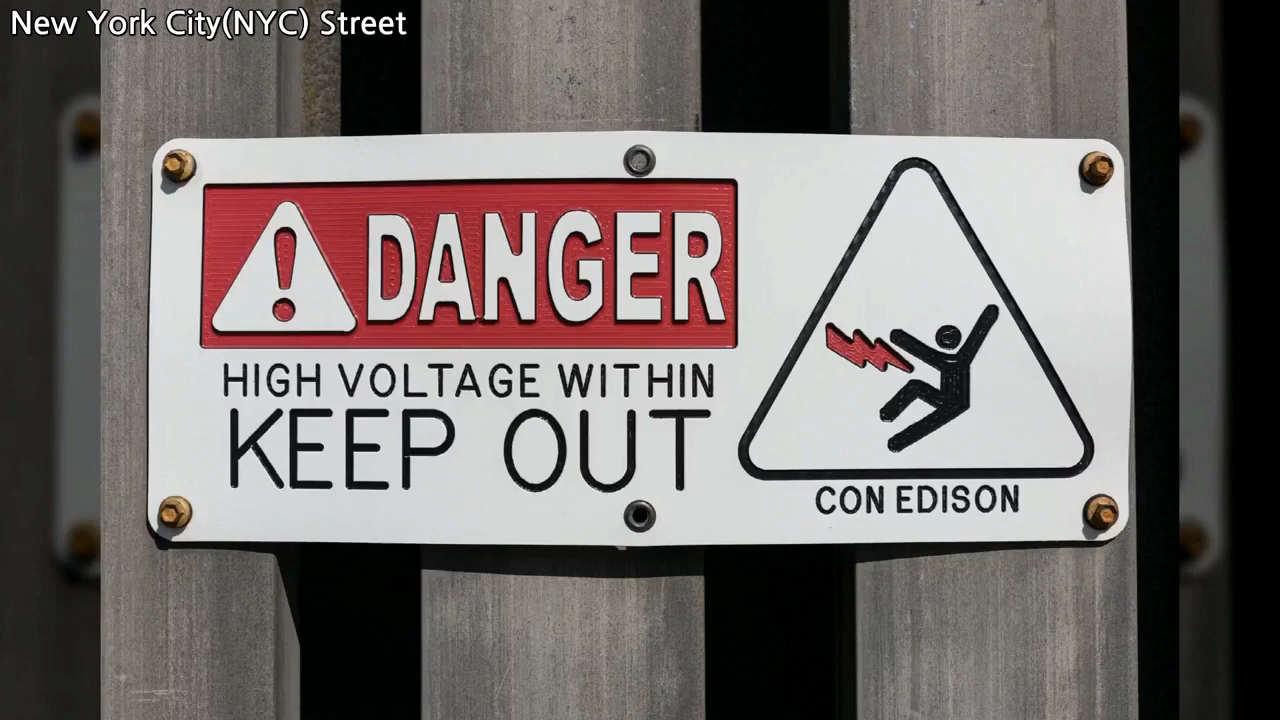 New York City(NYC) Street
DANGER
HIGH VOLTAGE WITHIN
KEEP OUT
CON EDISON